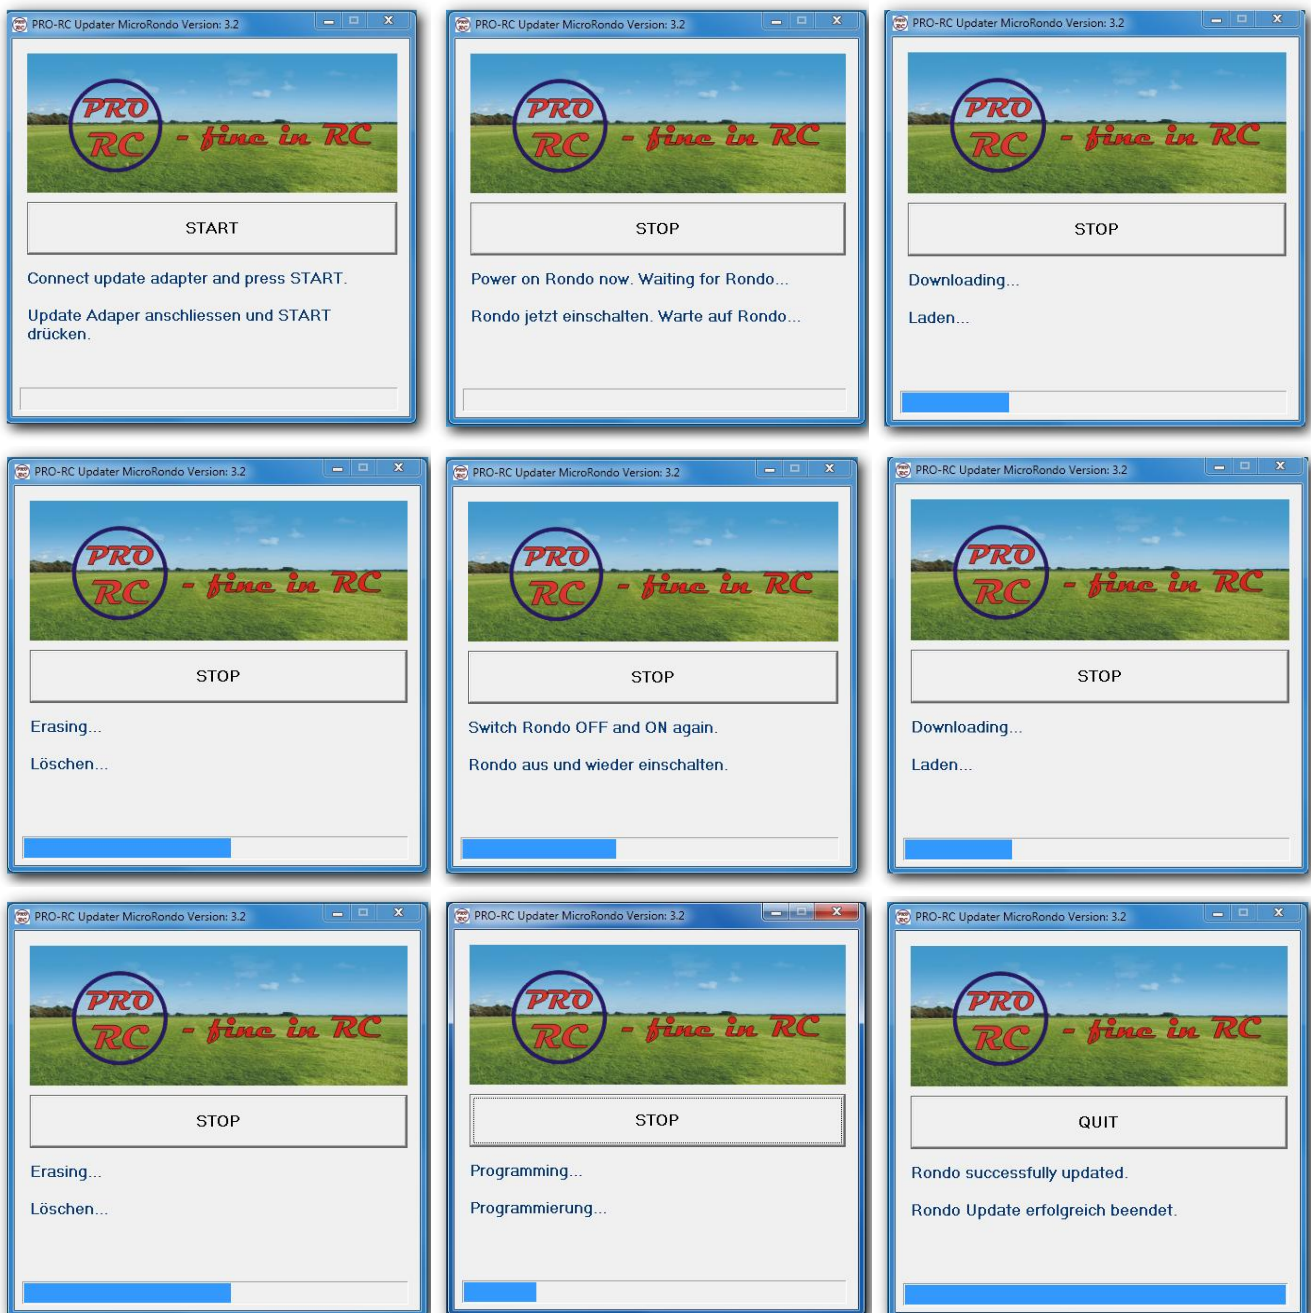 PRO-RC Updater MicroRondo Version: 3.2
PRO
RC - fine in RC
START
Connect update adapter and press START.
Update Adaper anschliessen und START
drücken.
PRO-RC Updater MicroRondo Version: 3.2
PRO
RC - fine in RC
STOP
Power on Rondo now. Waiting for Rondo...
Rondo jetzt einschalten. Warte auf Rondo...
PRO-RC Updater MicroRondo Version: 3.2
PRO
RC - fine in RC
STOP
Downloading...
Laden...
PRO-RC Updater MicroRondo Version: 3.2
PRO
RC - fine in RC
STOP
Erasing...
Löschen...
PRO-RC Updater MicroRondo Version: 3.2
PRO
RC - fine in RC
STOP
Switch Rondo OFF and ON again.
Rondo aus und wieder einschalten.
PRO-RC Updater MicroRondo Version: 3.2
PRO
RC - fine in RC
STOP
Downloading...
Laden...
PRO-RC Updater MicroRondo Version: 3.2
PRO
RC - fine in RC
STOP
Erasing...
Löschen...
PRO-RC Updater MicroRondo Version: 3.2
PRO
RC - fine in RC
STOP
Programming...
Programmierung...
PRO-RC Updater MicroRondo Version: 3.2
PRO
RC - fine in RC
QUIT
Rondo successfully updated.
Rondo Update erfolgreich beendet.